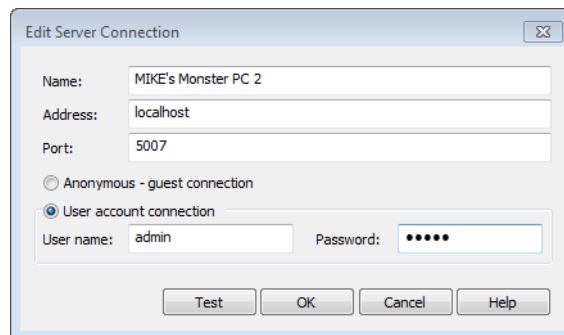 Edit Server Connection
Name: MIKE's Monster PC 2
Address: localhost
Port: 5007
Anonymous - guest connection
User account connection
User name: admin Password: •••••
Test OK Cancel Help